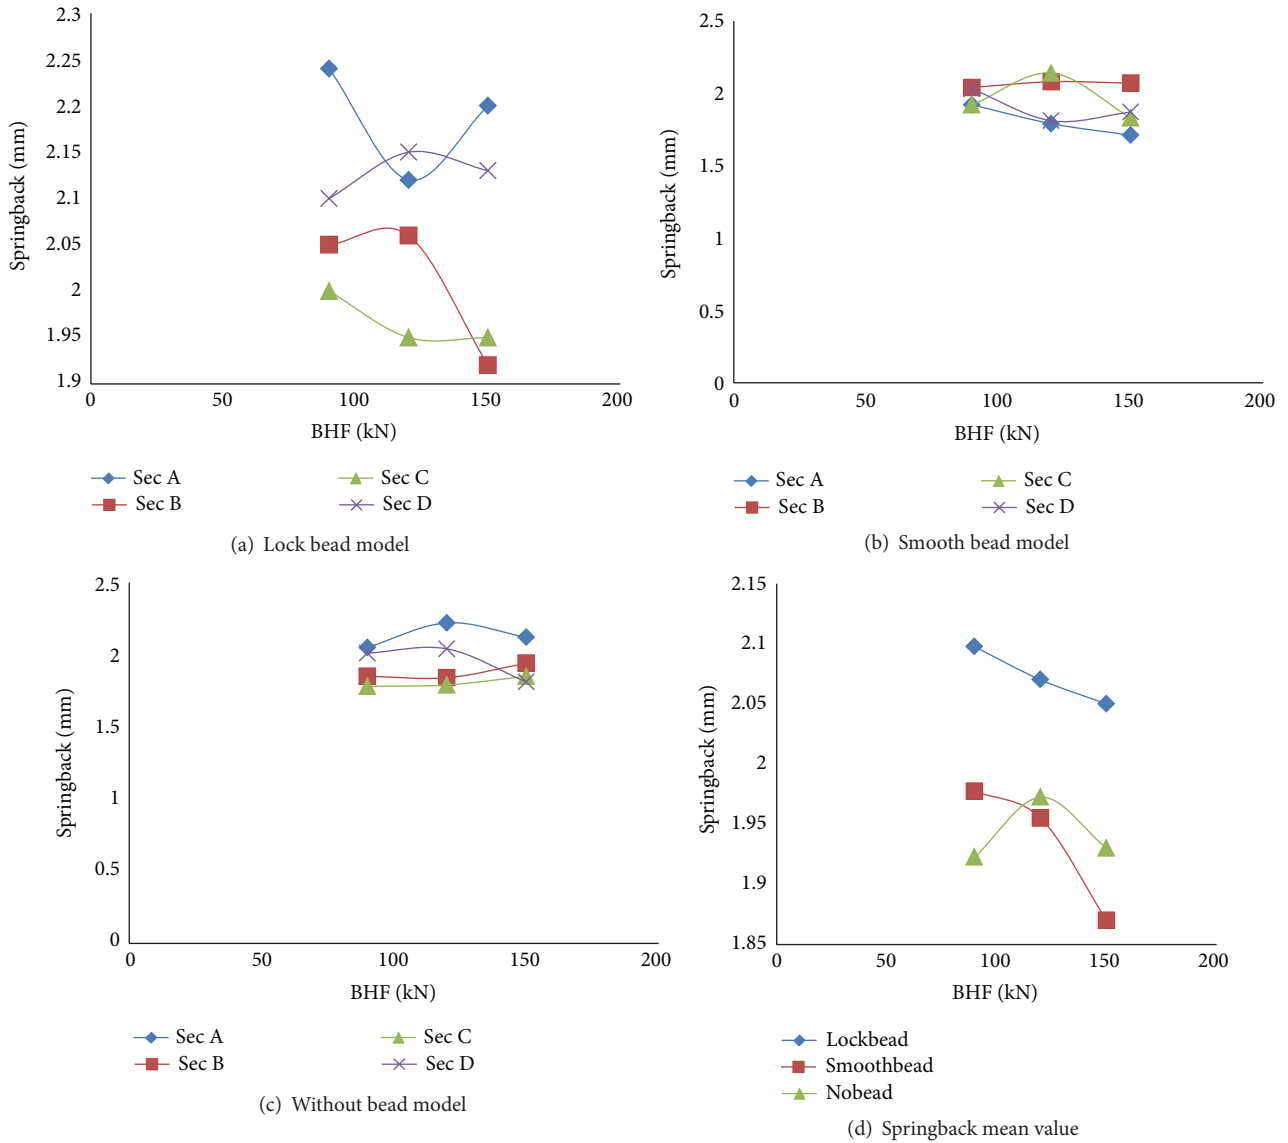 2.3
2.25
2.2
2.15
2.1
2.05
2
1.95
1.9
Springback (mm)
0 50 100 150 200
BHF (kN)
Sec A Sec C
Sec B Sec D
(a) Lock bead model
2.5
2
1.5
1
0.5
0
Springback (mm)
0 50 100 150 200
BHF (kN)
Sec A Sec C
Sec B Sec D
(b) Smooth bead model
2.5
2
1.5
1
0.5
0
Springback (mm)
0 50 100 150 200
BHF (kN)
Sec A Sec C
Sec B Sec D
(c) Without bead model
2.15
2.1
2.05
2
1.95
1.9
1.85
Springback (mm)
0 50 100 150 200
BHF (kN)
Lockbead
Smoothbead
Nobead
(d) Springback mean value